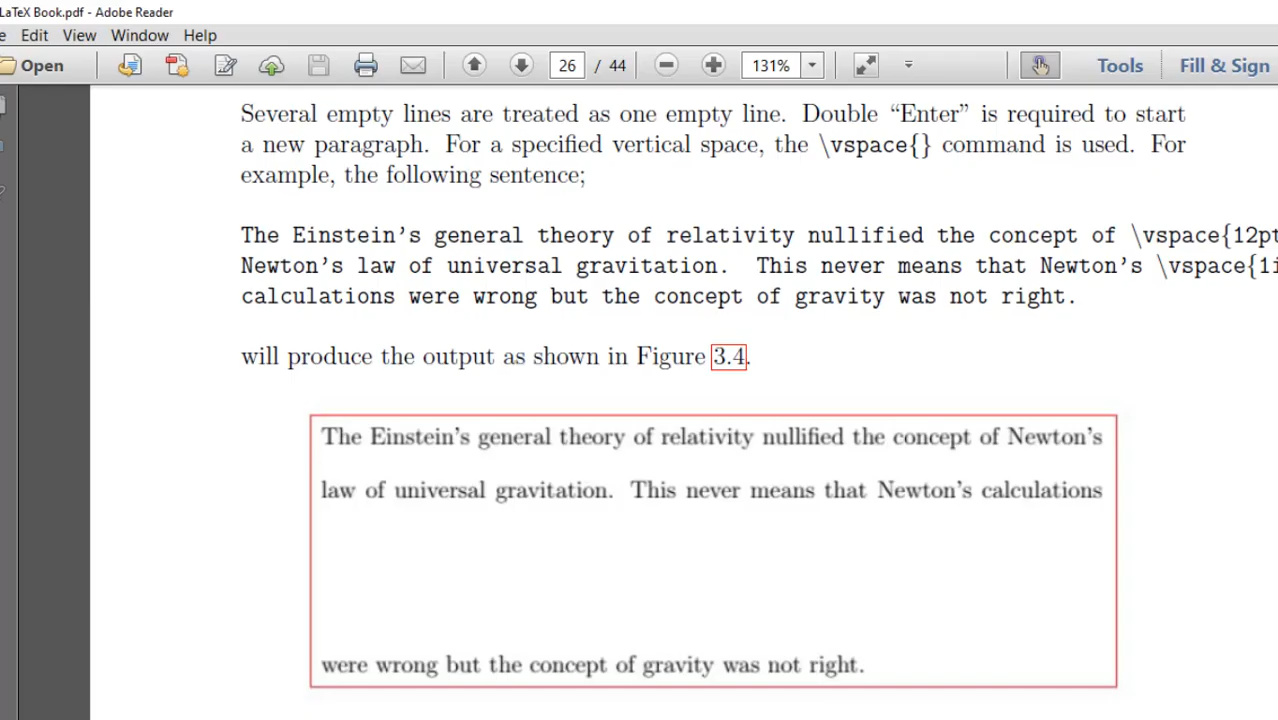 LaTeX Book.pdf - Adobe Reader
Edit View Window Help
Open 26 / 44 131% Tools Fill & Sign
Several empty lines are treated as one empty line. Double “Enter” is required to start
a new paragraph. For a specified vertical space, the \vspace{} command is used. For
example, the following sentence;
The Einstein’s general theory of relativity nullified the concept of \vspace{12pt
Newton’s law of universal gravitation. This never means that Newton’s \vspace{1i
calculations were wrong but the concept of gravity was not right.
will produce the output as shown in Figure 3.4.
The Einstein’s general theory of relativity nullified the concept of Newton’s
law of universal gravitation. This never means that Newton’s calculations
were wrong but the concept of gravity was not right.